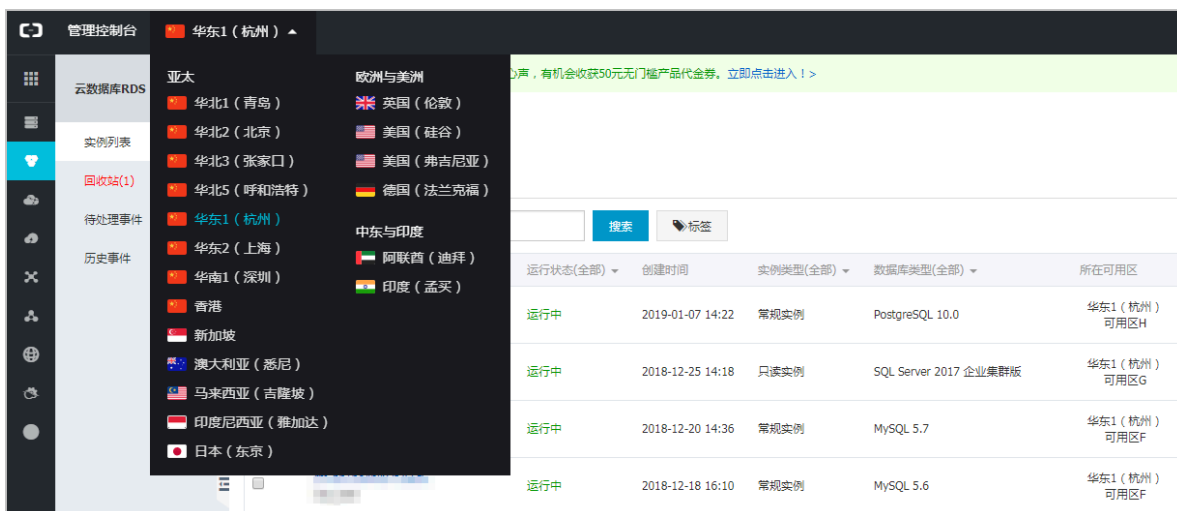 管理控制台
华东1 ( 杭州 )
亚太
华北1 ( 青岛 )
华北2 ( 北京 )
华北3 ( 张家口 )
华北5 ( 呼和浩特 )
华东1 ( 杭州 )
华东2 ( 上海 )
华南1 ( 深圳 )
香港
新加坡
澳大利亚 ( 悉尼 )
马来西亚 ( 吉隆坡 )
印度尼西亚 ( 雅加达 )
日本 ( 东京 )
欧洲与美洲
英国 ( 伦敦 )
美国 ( 硅谷 )
美国 ( 弗吉尼亚 )
德国 ( 法兰克福 )
中东与印度
阿联酋 ( 迪拜 )
印度 ( 孟买 )
云数据库RDS
实例列表
回收站(1)
待处理事件
历史事件
心声，有机会收获50元无门槛产品代金券。立即点击进入！>
搜索
标签
运行状态(全部) 创建时间 实例类型(全部) 数据库类型(全部) 所在可用区
运行中 2019-01-07 14:22 常规实例 PostgreSQL 10.0 华东1 ( 杭州 )
可用区H
运行中 2018-12-25 14:18 只读实例 SQL Server 2017 企业集群版 华东1 ( 杭州 )
可用区G
运行中 2018-12-20 14:36 常规实例 MySQL 5.7 华东1 ( 杭州 )
可用区F
运行中 2018-12-18 16:10 常规实例 MySQL 5.6 华东1 ( 杭州 )
可用区F